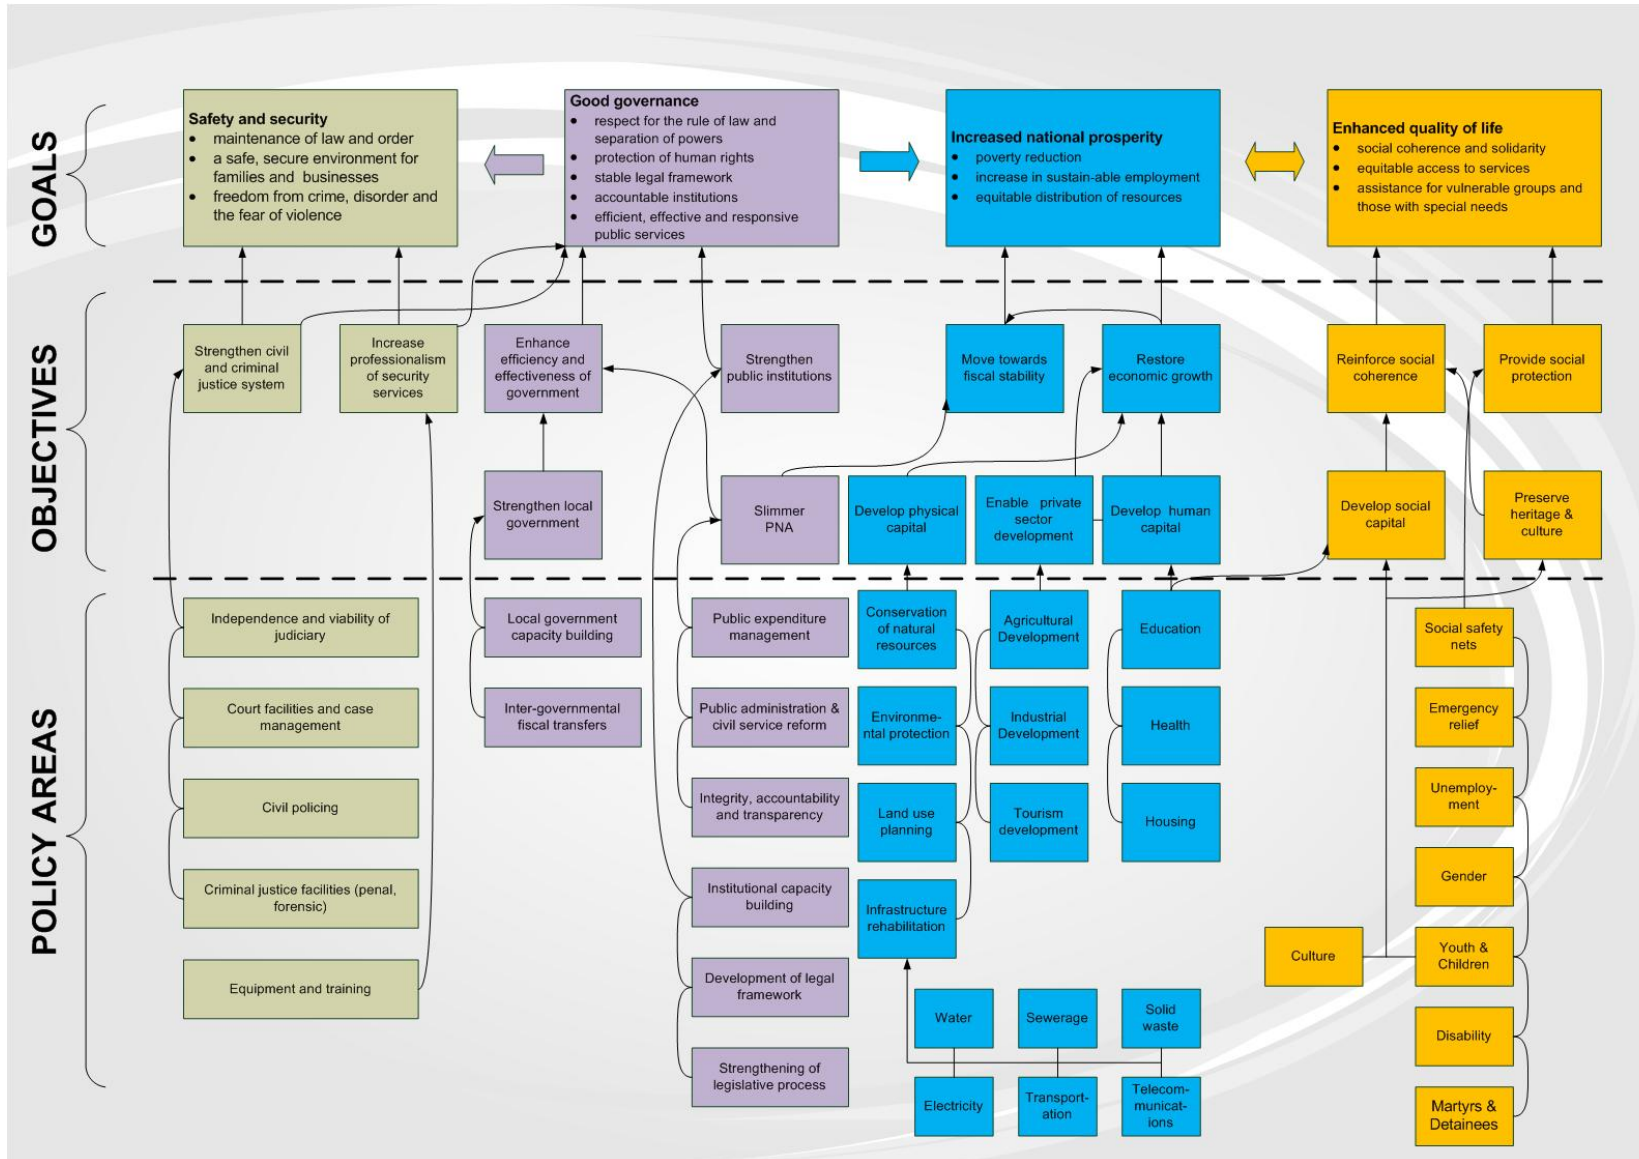 GOALS
Safety and security
• maintenance of law and order
• a safe, secure environment for
families and businesses
• freedom from crime, disorder and
the fear of violence
Good governance
• respect for the rule of law and
separation of powers
• protection of human rights
• stable legal framework
• accountable institutions
• efficient, effective and responsive
public services
Increased national prosperity
• poverty reduction
• increase in sustain-able employment
• equitable distribution of resources
Enhanced quality of life
• social coherence and solidarity
• equitable access to services
• assistance for vulnerable groups and
those with special needs
OBJECTIVES
Strengthen civil
and criminal
justice system
Increase
professionalism
of security
services
Enhance
efficiency and
effectiveness of
government
Strengthen
public institutions
Move towards
fiscal stability
Restore
economic growth
Reinforce social
coherence
Provide social
protection
Strengthen local
government
Slimmer
PNA
Develop physical
capital
Enable private
sector
development
Develop human
capital
Develop social
capital
Preserve
heritage &
culture
POLICY AREAS
Independence and viability of
judiciary
Court facilities and case
management
Civil policing
Criminal justice facilities (penal,
forensic)
Equipment and training
Local government
capacity building
Inter-governmental
fiscal transfers
Public expenditure
management
Public administration &
civil service reform
Integrity, accountability
and transparency
Institutional capacity
building
Development of legal
framework
Strengthening of
legislative process
Conservation
of natural
resources
Environme-
ntal protection
Land use
planning
Infrastructure
rehabilitation
Agricultural
Development
Industrial
Development
Tourism
development
Education
Health
Housing
Water
Sewerage
Solid
waste
Electricity
Transport-
ation
Telecom-
municat-
ions
Culture
Social safety
nets
Emergency
relief
Unemploy-
ment
Gender
Youth &
Children
Disability
Martyrs &
Detainees